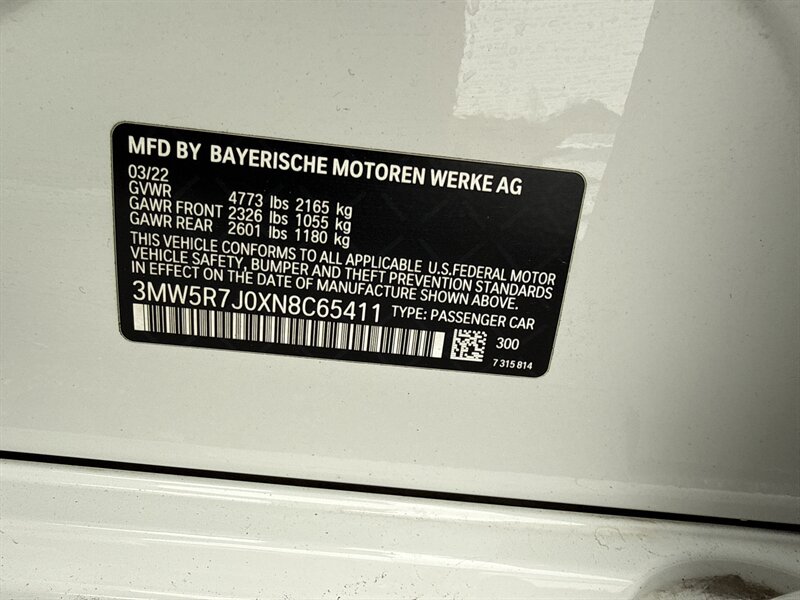 MFD BY BAYERISCHE MOTOREN WERKE AG
03/22
GVWR 4773 lbs 2165 kg
GAWR FRONT 2326 lbs 1055 kg
GAWR REAR 2601 lbs 1180 kg
THIS VEHICLE CONFORMS TO ALL APPLICABLE U.S.FEDERAL MOTOR
VEHICLE SAFETY, BUMPER AND THEFT PREVENTION STANDARDS
IN EFFECT ON THE DATE OF MANUFACTURE SHOWN ABOVE.
3MW5R7J0XN8C65411 TYPE: PASSENGER CAR
300
7 315 814